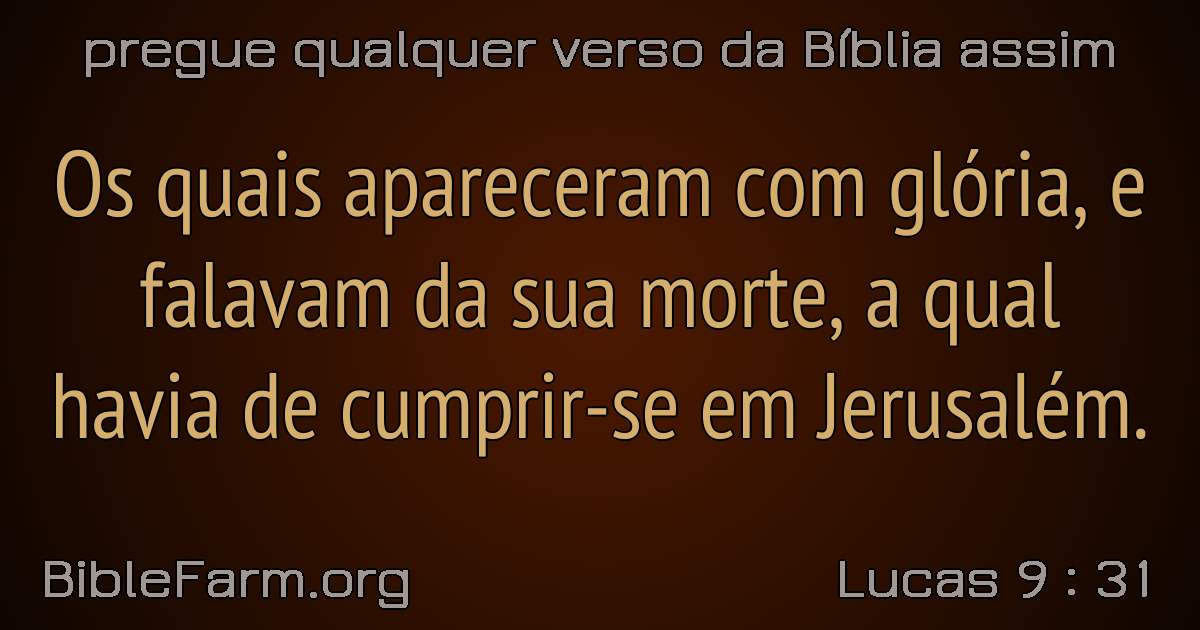 pregue qualquer verso da Bíblia assim
Os quais apareceram com glória, e
falavam da sua morte, a qual
havia de cumprir-se em Jerusalém.
BibleFarm.org
Lucas 9 : 31